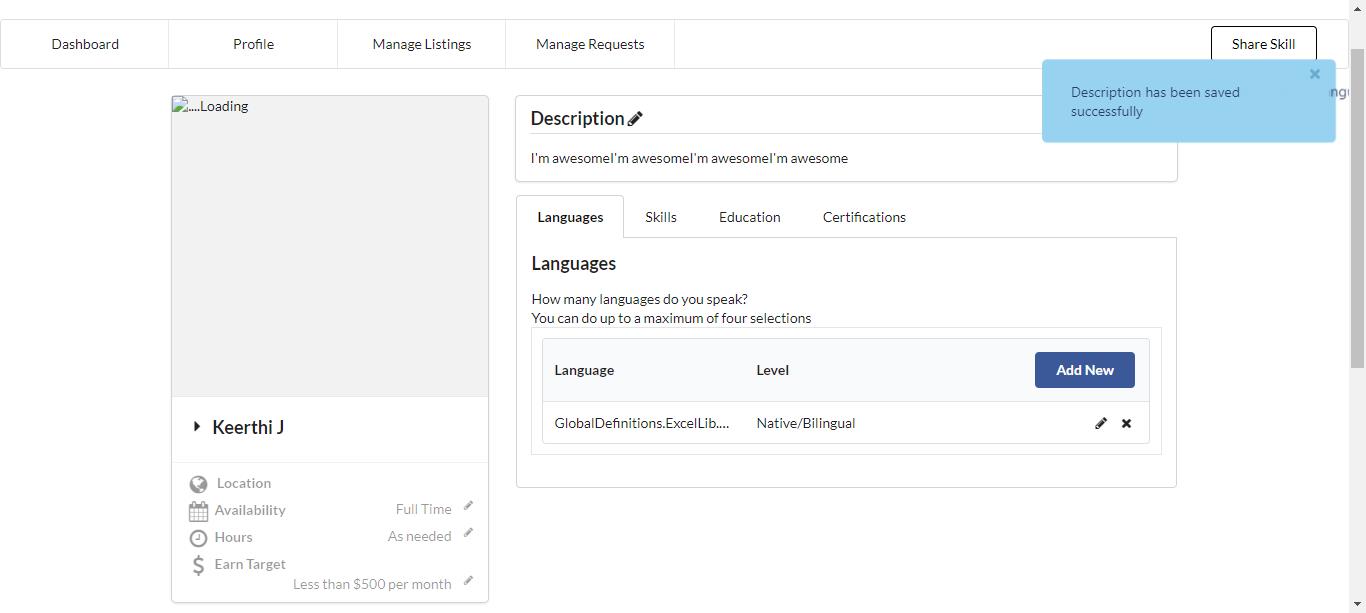 Dashboard
Profile
Manage Listings
Manage Requests
Share Skill
Description has been saved
successfully
....Loading
Description
I'm awesomeI'm awesomeI'm awesomeI'm awesome
Languages
Skills
Education
Certifications
Languages
How many languages do you speak?
You can do up to a maximum of four selections
Language
Level
Add New
GlobalDefinitions.ExcelLib....
Native/Bilingual
Keerthi J
Location
Availability
Full Time
Hours
As needed
Earn Target
Less than $500 per month